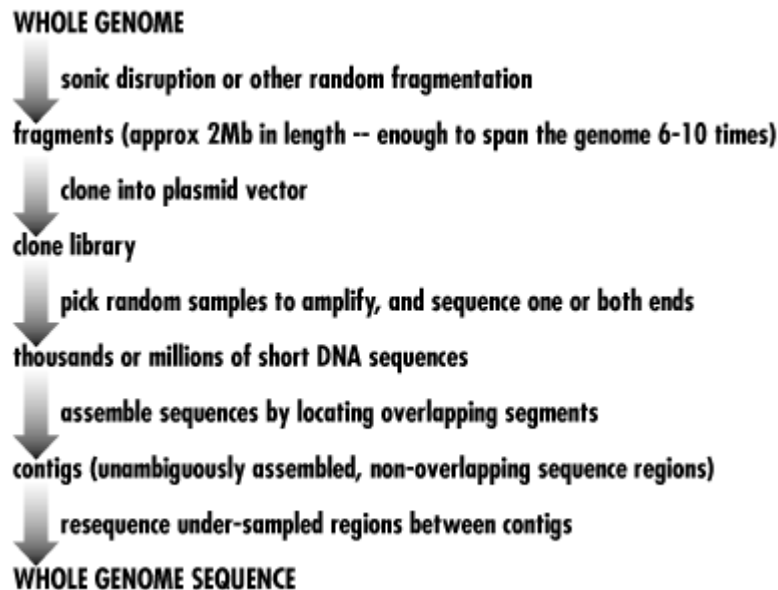 WHOLE GENOME
sonic disruption or other random fragmentation
fragments (approx 2Mb in length -- enough to span the genome 6-10 times)
clone into plasmid vector
clone library
pick random samples to amplify, and sequence one or both ends
thousands or millions of short DNA sequences
assemble sequences by locating overlapping segments
contigs (unambiguously assembled, non-overlapping sequence regions)
resequence under-sampled regions between contigs
WHOLE GENOME SEQUENCE